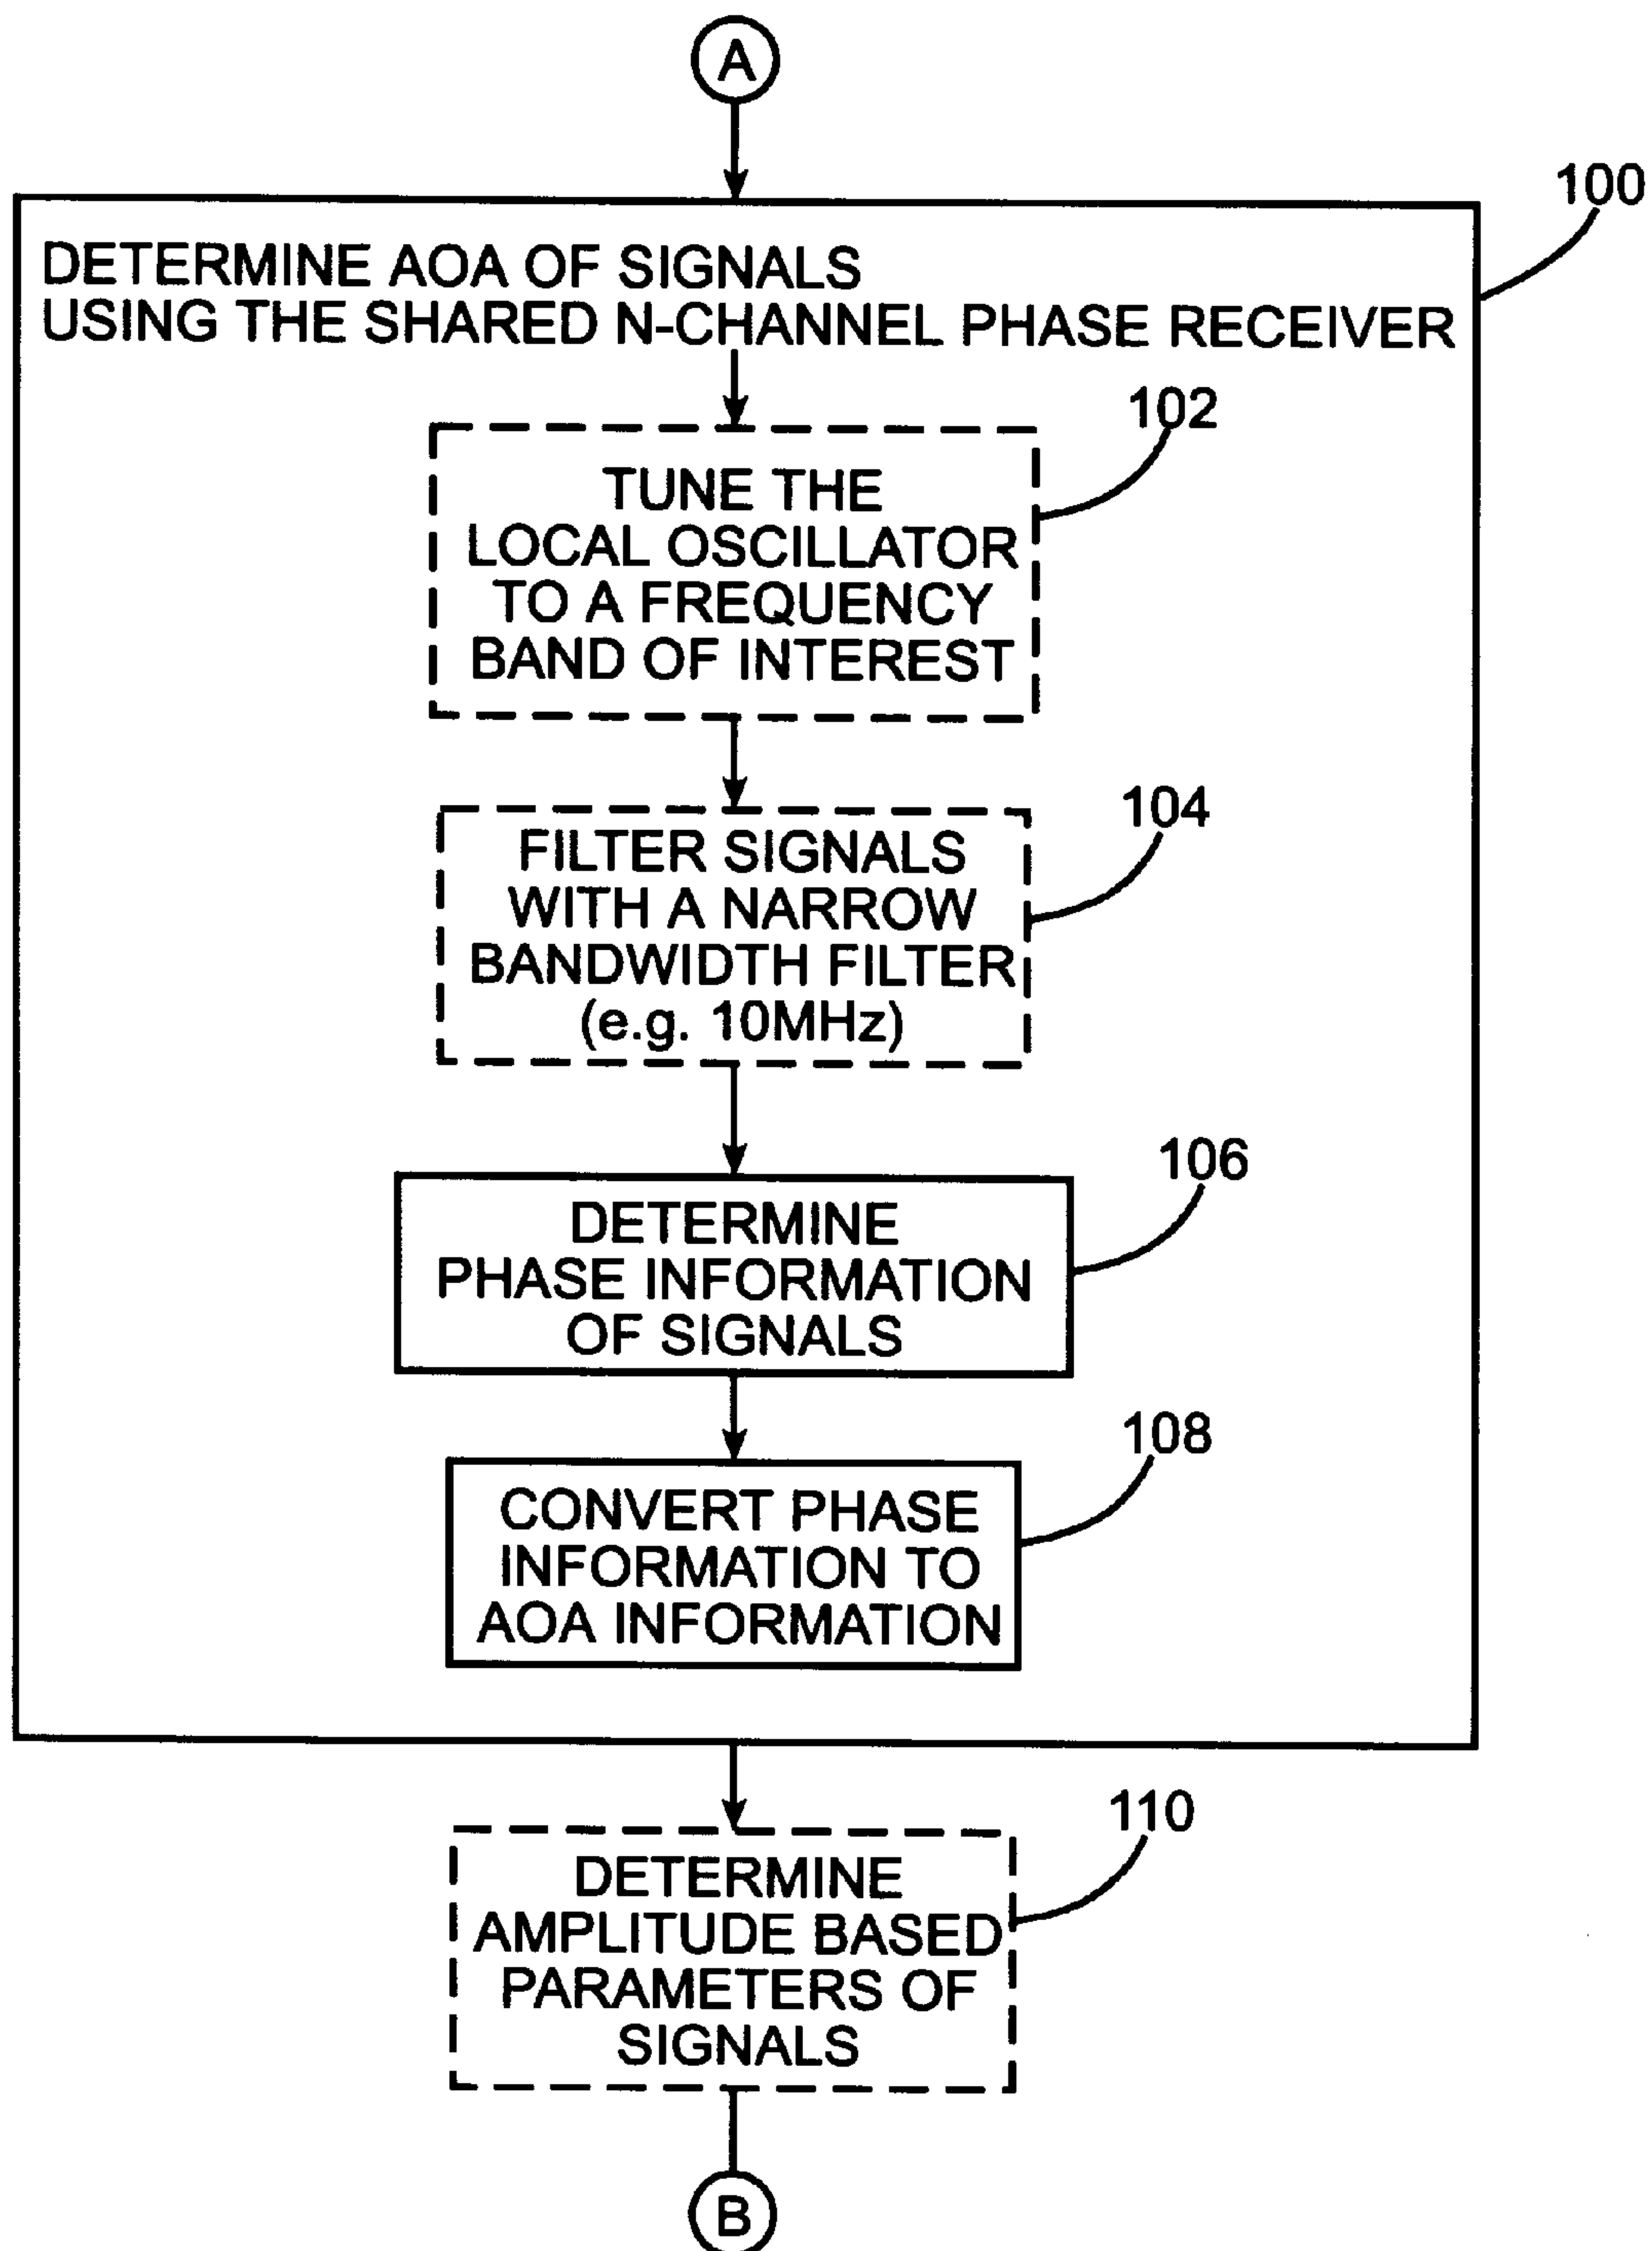 A
100
DETERMINE AOA OF SIGNALS
USING THE SHARED N-CHANNEL PHASE RECEIVER
102
TUNE THE
LOCAL OSCILLATOR
TO A FREQUENCY
BAND OF INTEREST
104
FILTER SIGNALS
WITH A NARROW
BANDWIDTH FILTER
(e.g. 10MHz)
106
DETERMINE
PHASE INFORMATION
OF SIGNALS
108
CONVERT PHASE
INFORMATION TO
AOA INFORMATION
110
DETERMINE
AMPLITUDE BASED
PARAMETERS OF
SIGNALS
B